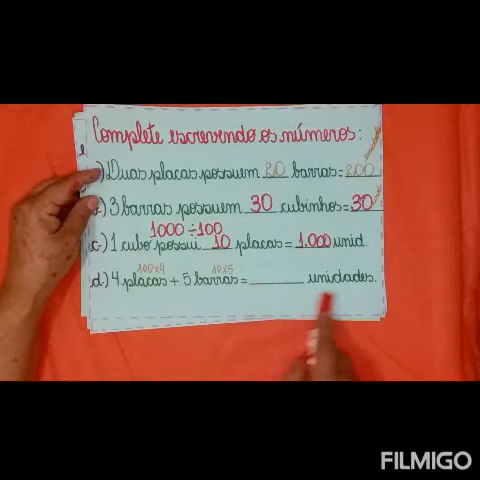 Complete escrevendo os números:
a) Duas placas possuem 20 barras = 200
b.) 3 barras possuem 30 cubinhos = 30
1000 ÷ 100
c) 1 cubo possui 10 placas = 1.000 unid.
100x4 10x5
d.) 4 placas + 5 barras = ______ unidades.
FILMIGO